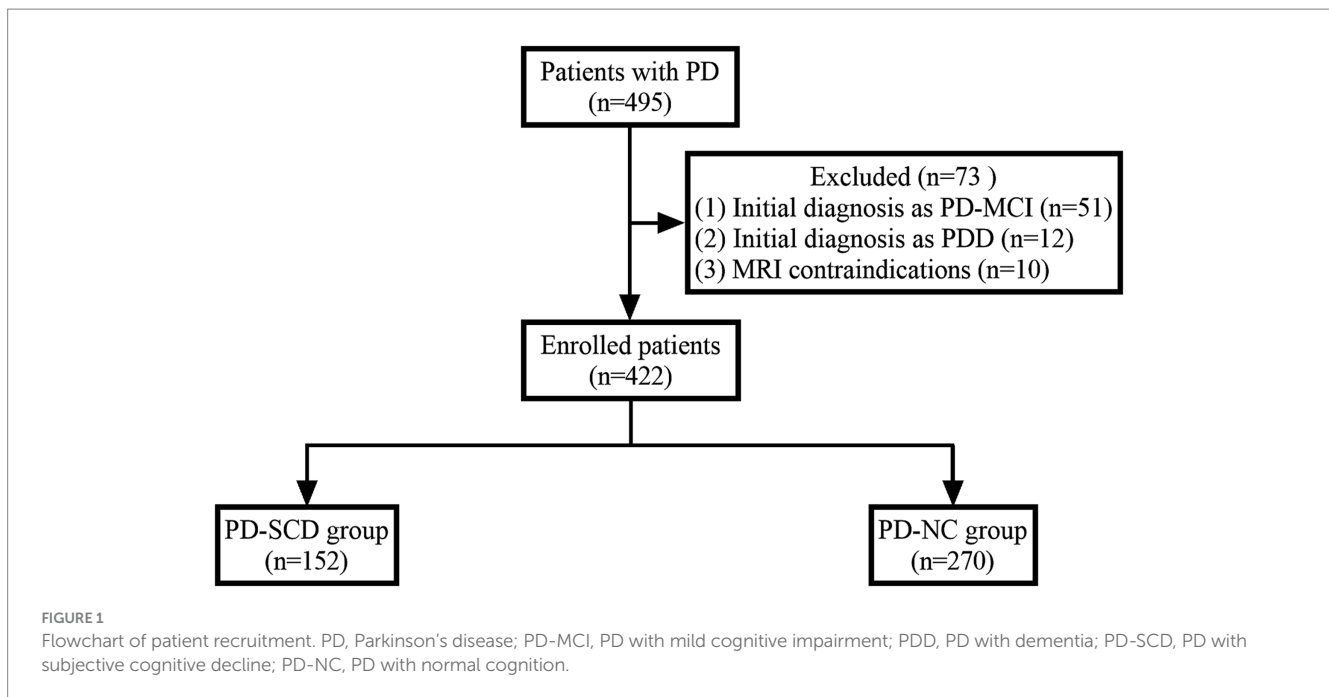 Patients with PD
(n=495)
Excluded (n=73 )
(1) Initial diagnosis as PD-MCI (n=51)
(2) Initial diagnosis as PDD (n=12)
(3) MRI contraindications (n=10)
Enrolled patients
(n=422)
PD-SCD group
(n=152)
PD-NC group
(n=270)
FIGURE 1
Flowchart of patient recruitment. PD, Parkinson’s disease; PD-MCI, PD with mild cognitive impairment; PDD, PD with dementia; PD-SCD, PD with
subjective cognitive decline; PD-NC, PD with normal cognition.